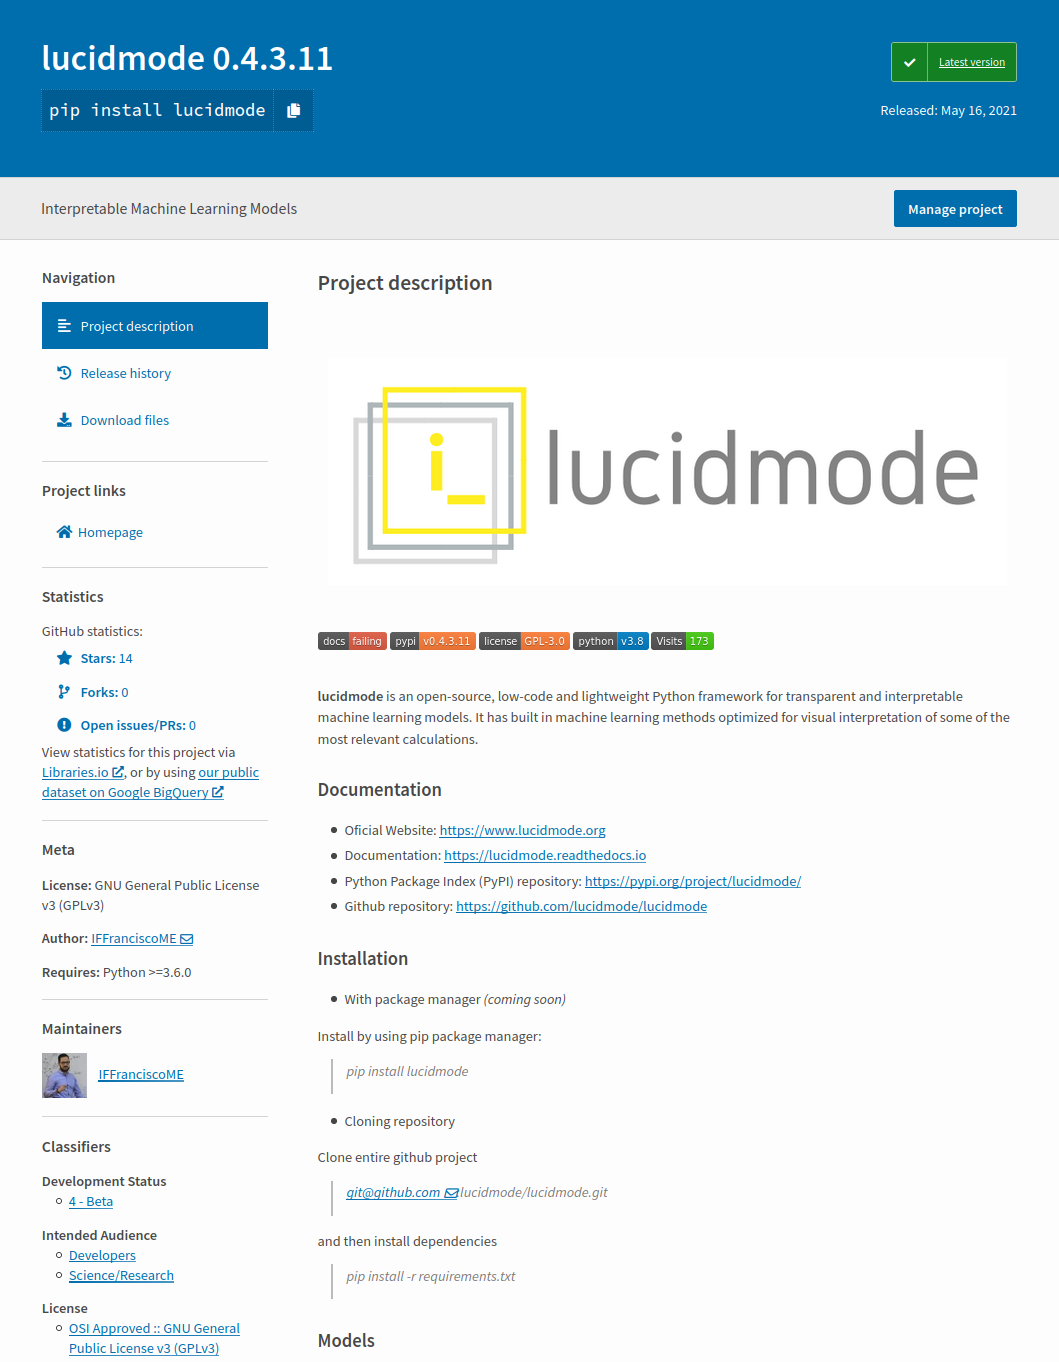 lucidmode 0.4.3.11
pip install lucidmode
Latest version
Released: May 16, 2021
Interpretable Machine Learning Models
Manage project
Navigation
Project description
Release history
Download files
Project links
Homepage
Statistics
GitHub statistics:
Stars: 14
Forks: 0
Open issues/PRs: 0
View statistics for this project via
Libraries.io , or by using our public
dataset on Google BigQuery
Meta
License: GNU General Public License
v3 (GPLv3)
Author: IFFranciscoME
Requires: Python >=3.6.0
Maintainers
IFFranciscoME
Classifiers
Development Status
4 - Beta
Intended Audience
Developers
Science/Research
License
OSI Approved :: GNU General
Public License v3 (GPLv3)
Project description
i_ lucidmode
docs failing pypi v0.4.3.11 license GPL-3.0 python v3.8 Visits 173
lucidmode is an open-source, low-code and lightweight Python framework for transparent and interpretable
machine learning models. It has built in machine learning methods optimized for visual interpretation of some of the
most relevant calculations.
Documentation
Oficial Website: https://www.lucidmode.org
Documentation: https://lucidmode.readthedocs.io
Python Package Index (PyPI) repository: https://pypi.org/project/lucidmode/
Github repository: https://github.com/lucidmode/lucidmode
Installation
With package manager (coming soon)
Install by using pip package manager:
pip install lucidmode
Cloning repository
Clone entire github project
git@github.com :lucidmode/lucidmode.git
and then install dependencies
pip install -r requirements.txt
Models